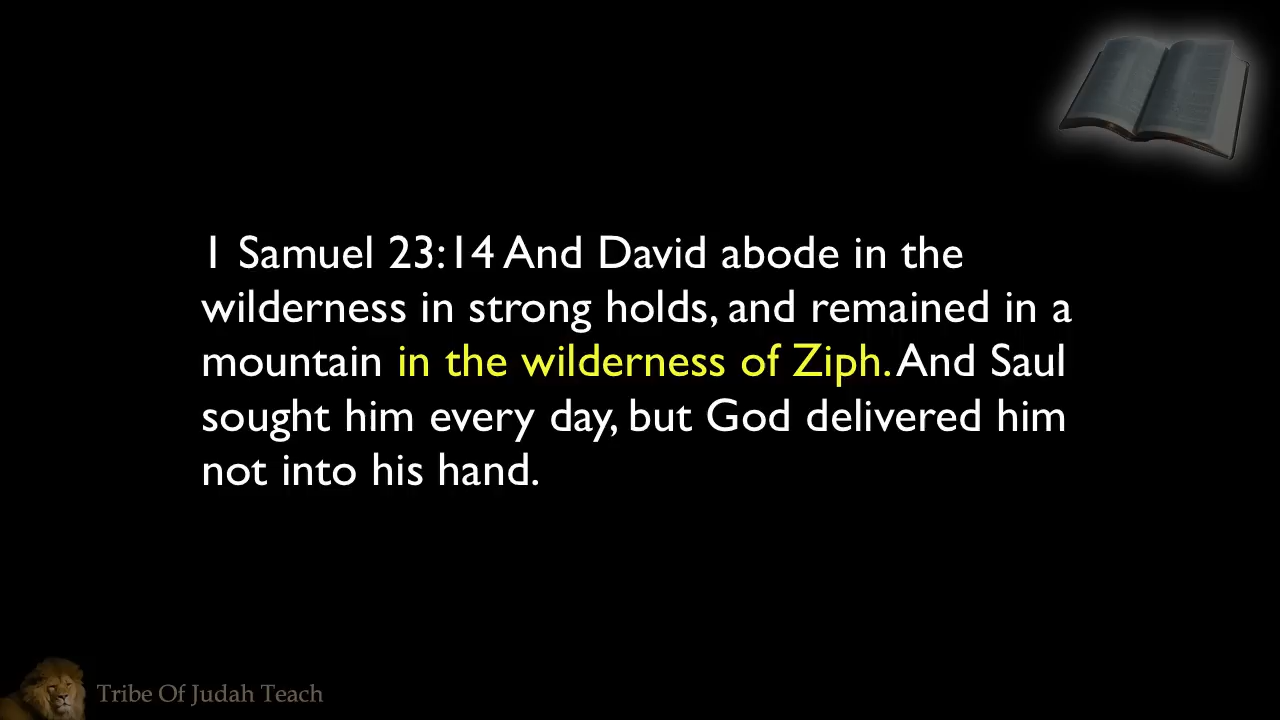 1 Samuel 23:14 And David abode in the
wilderness in strong holds, and remained in a
mountain in the wilderness of Ziph. And Saul
sought him every day, but God delivered him
not into his hand.
Tribe Of Judah Teach